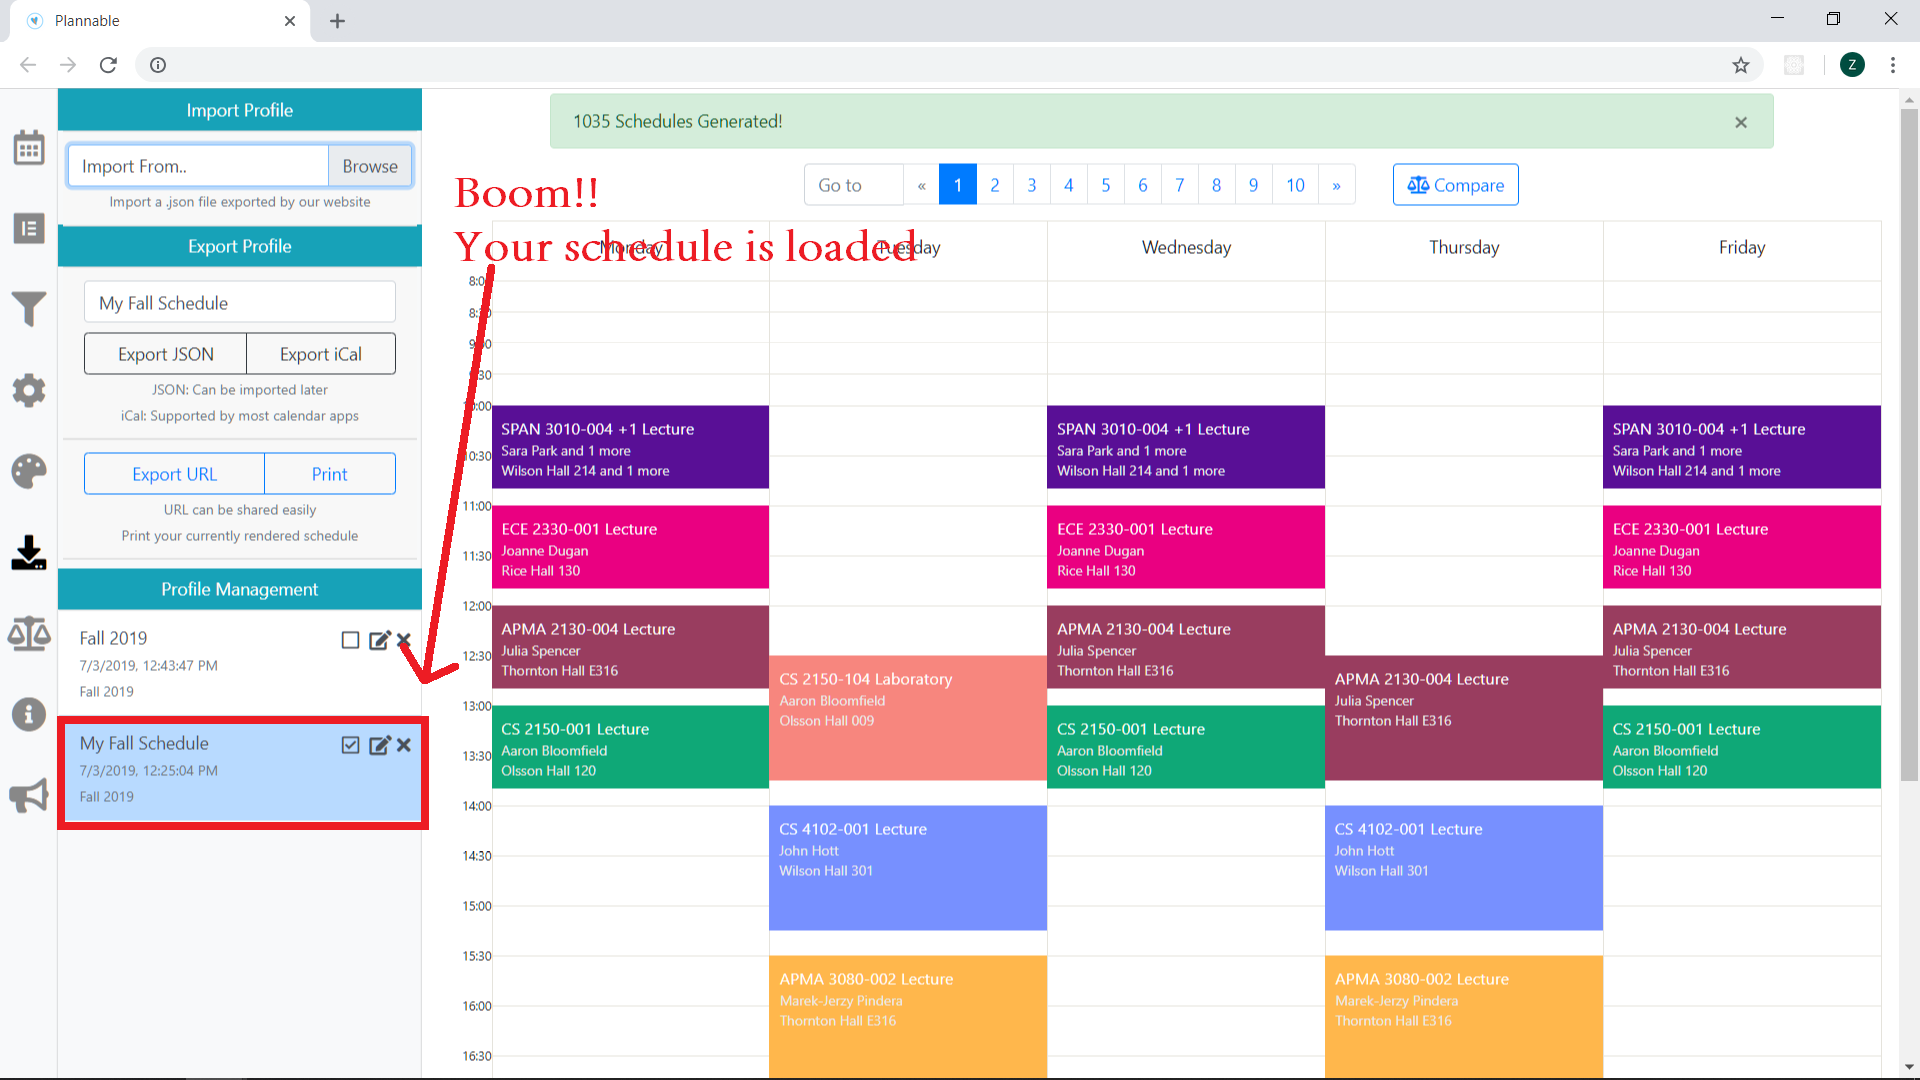 Plannable
Z
Import Profile
Import From..
Browse
Import a .json file exported by our website
Export Profile
My Fall Schedule
Export JSON
Export iCal
JSON: Can be imported later
iCal: Supported by most calendar apps
Export URL
Print
URL can be shared easily
Print your currently rendered schedule
Profile Management
Fall 2019
7/3/2019, 12:43:47 PM
Fall 2019
My Fall Schedule
7/3/2019, 12:25:04 PM
Fall 2019
1035 Schedules Generated!
Go to « 1 2 3 4 5 6 7 8 9 10 »
Compare
Boom!!
Your schedule is loaded
Monday
Tuesday
Wednesday
Thursday
Friday
8:00
8:30
9:00
9:30
10:00
10:30
11:00
11:30
12:00
12:30
13:00
13:30
14:00
14:30
15:00
15:30
16:00
16:30
SPAN 3010-004 +1 Lecture
Sara Park and 1 more
Wilson Hall 214 and 1 more
ECE 2330-001 Lecture
Joanne Dugan
Rice Hall 130
APMA 2130-004 Lecture
Julia Spencer
Thornton Hall E316
CS 2150-001 Lecture
Aaron Bloomfield
Olsson Hall 120
CS 2150-104 Laboratory
Aaron Bloomfield
Olsson Hall 009
CS 4102-001 Lecture
John Hott
Wilson Hall 301
APMA 3080-002 Lecture
Marek-Jerzy Pindera
Thornton Hall E316
SPAN 3010-004 +1 Lecture
Sara Park and 1 more
Wilson Hall 214 and 1 more
ECE 2330-001 Lecture
Joanne Dugan
Rice Hall 130
APMA 2130-004 Lecture
Julia Spencer
Thornton Hall E316
CS 2150-001 Lecture
Aaron Bloomfield
Olsson Hall 120
APMA 2130-004 Lecture
Julia Spencer
Thornton Hall E316
CS 4102-001 Lecture
John Hott
Wilson Hall 301
APMA 3080-002 Lecture
Marek-Jerzy Pindera
Thornton Hall E316
SPAN 3010-004 +1 Lecture
Sara Park and 1 more
Wilson Hall 214 and 1 more
ECE 2330-001 Lecture
Joanne Dugan
Rice Hall 130
APMA 2130-004 Lecture
Julia Spencer
Thornton Hall E316
CS 2150-001 Lecture
Aaron Bloomfield
Olsson Hall 120